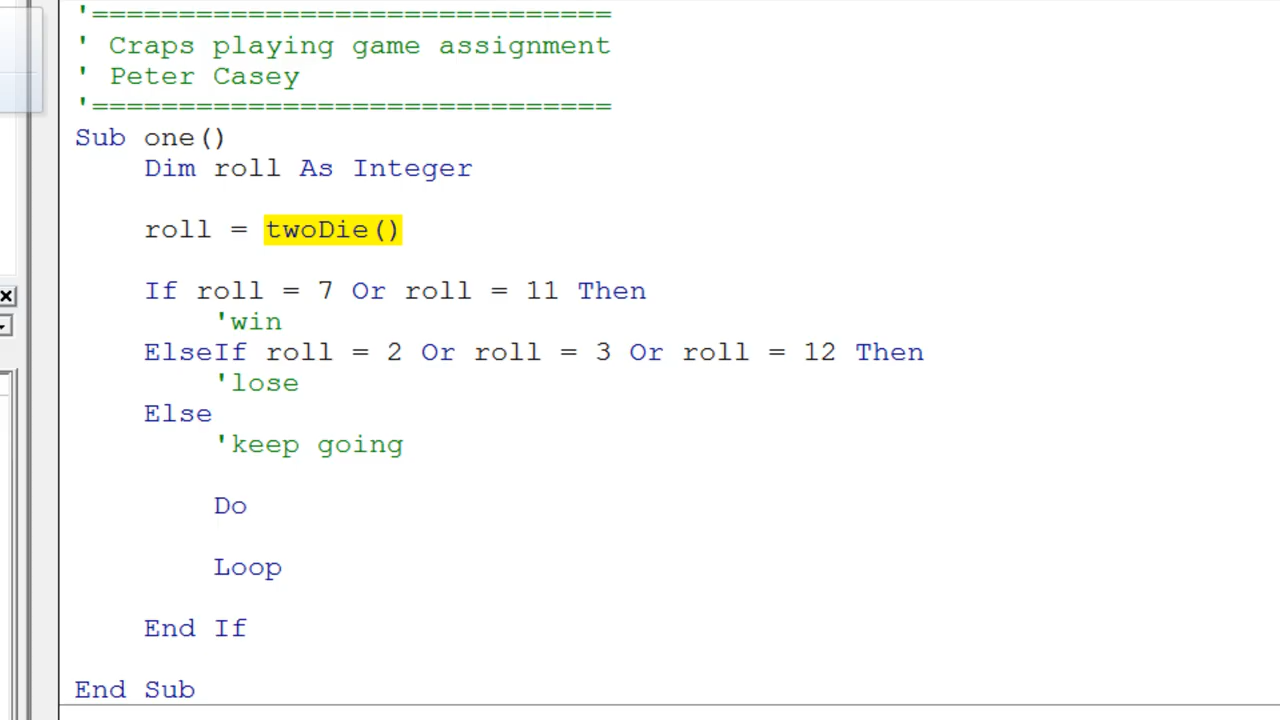 '==============================
' Craps playing game assignment
' Peter Casey
'==============================
Sub one()
    Dim roll As Integer
    roll = twoDie()
    If roll = 7 Or roll = 11 Then
        'win
    ElseIf roll = 2 Or roll = 3 Or roll = 12 Then
        'lose
    Else
        'keep going
        Do
        Loop
    End If
End Sub